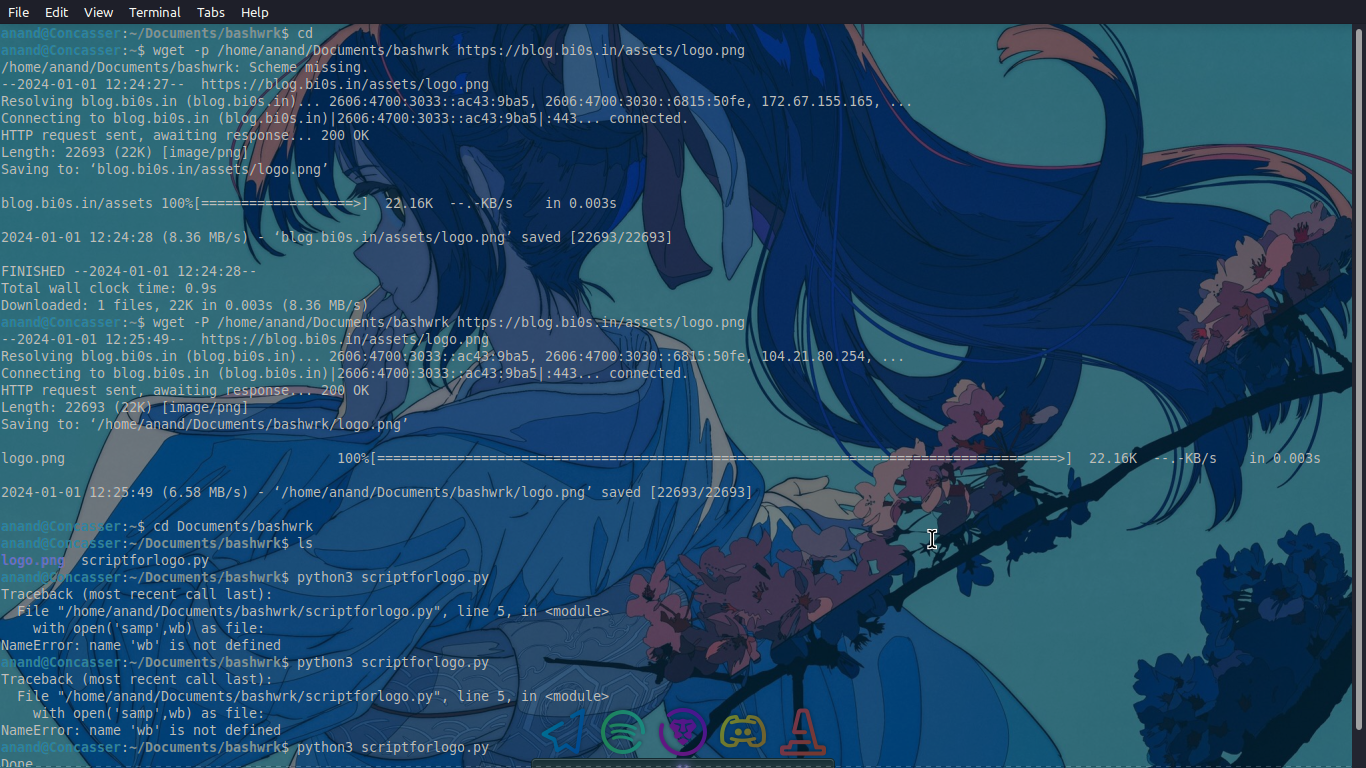 File Edit View Terminal Tabs Help
anand@Concasser:~/Documents/bashwrk$ cd
anand@Concasser:~$ wget -p /home/anand/Documents/bashwrk https://blog.bi0s.in/assets/logo.png
/home/anand/Documents/bashwrk: Scheme missing.
--2024-01-01 12:24:27--  https://blog.bi0s.in/assets/logo.png
Resolving blog.bi0s.in (blog.bi0s.in)... 2606:4700:3033::ac43:9ba5, 2606:4700:3030::6815:50fe, 172.67.155.165, ...
Connecting to blog.bi0s.in (blog.bi0s.in)|2606:4700:3033::ac43:9ba5|:443... connected.
HTTP request sent, awaiting response... 200 OK
Length: 22693 (22K) [image/png]
Saving to: ‘blog.bi0s.in/assets/logo.png’
blog.bi0s.in/assets 100%[===================>]  22.16K  --.-KB/s    in 0.003s
2024-01-01 12:24:28 (8.36 MB/s) - ‘blog.bi0s.in/assets/logo.png’ saved [22693/22693]
FINISHED --2024-01-01 12:24:28--
Total wall clock time: 0.9s
Downloaded: 1 files, 22K in 0.003s (8.36 MB/s)
anand@Concasser:~$ wget -P /home/anand/Documents/bashwrk https://blog.bi0s.in/assets/logo.png
--2024-01-01 12:25:49--  https://blog.bi0s.in/assets/logo.png
Resolving blog.bi0s.in (blog.bi0s.in)... 2606:4700:3033::ac43:9ba5, 2606:4700:3030::6815:50fe, 104.21.80.254, ...
Connecting to blog.bi0s.in (blog.bi0s.in)|2606:4700:3033::ac43:9ba5|:443... connected.
HTTP request sent, awaiting response... 200 OK
Length: 22693 (22K) [image/png]
Saving to: ‘/home/anand/Documents/bashwrk/logo.png’
logo.png 100%[=====================================================================================>]  22.16K  --.-KB/s    in 0.003s
2024-01-01 12:25:49 (6.58 MB/s) - ‘/home/anand/Documents/bashwrk/logo.png’ saved [22693/22693]
anand@Concasser:~$ cd Documents/bashwrk
anand@Concasser:~/Documents/bashwrk$ ls
logo.png  scriptforlogo.py
anand@Concasser:~/Documents/bashwrk$ python3 scriptforlogo.py
Traceback (most recent call last):
  File "/home/anand/Documents/bashwrk/scriptforlogo.py", line 5, in <module>
    with open('samp',wb) as file:
NameError: name 'wb' is not defined
anand@Concasser:~/Documents/bashwrk$ python3 scriptforlogo.py
Traceback (most recent call last):
  File "/home/anand/Documents/bashwrk/scriptforlogo.py", line 5, in <module>
    with open('samp',wb) as file:
NameError: name 'wb' is not defined
anand@Concasser:~/Documents/bashwrk$ python3 scriptforlogo.py
Done